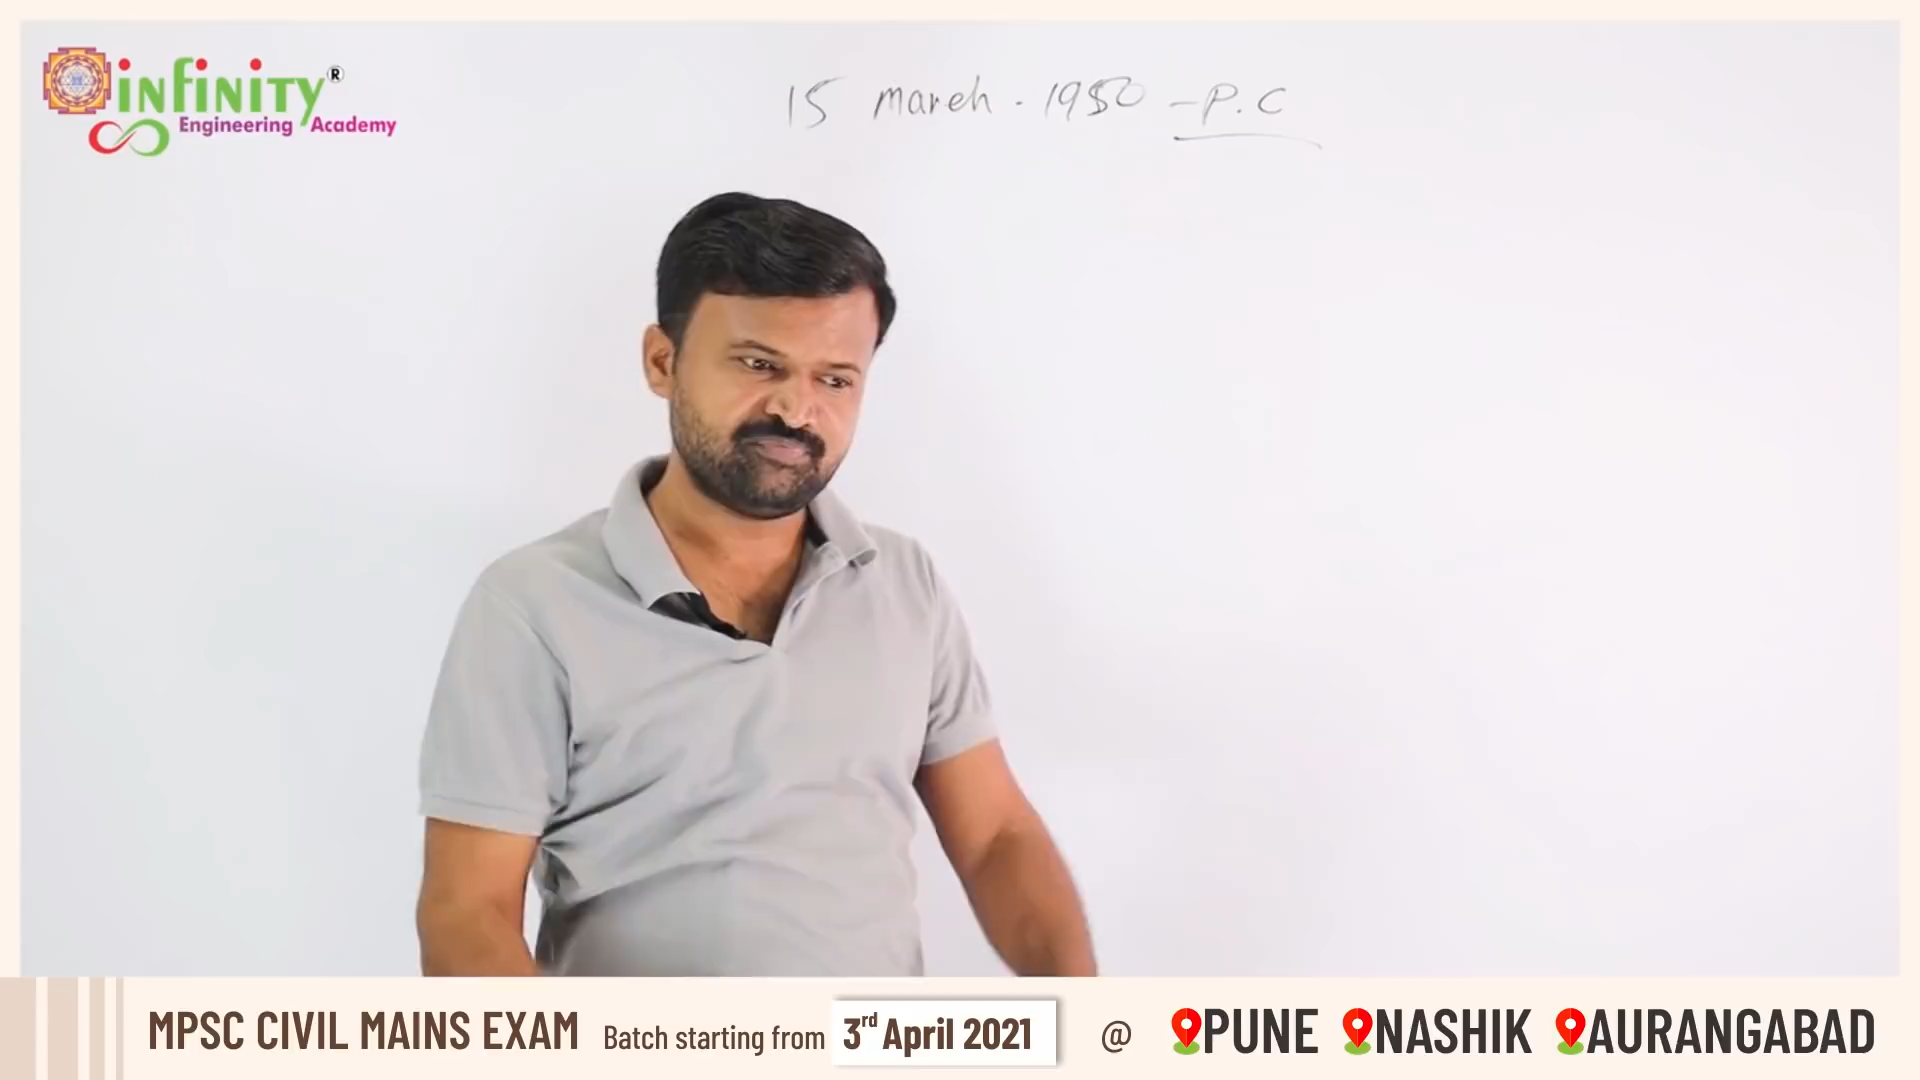 infinity®
Engineering Academy
15 March . 1950 - P.C
MPSC CIVIL MAINS EXAM Batch starting from 3rd April 2021 @ PUNE NASHIK AURANGABAD